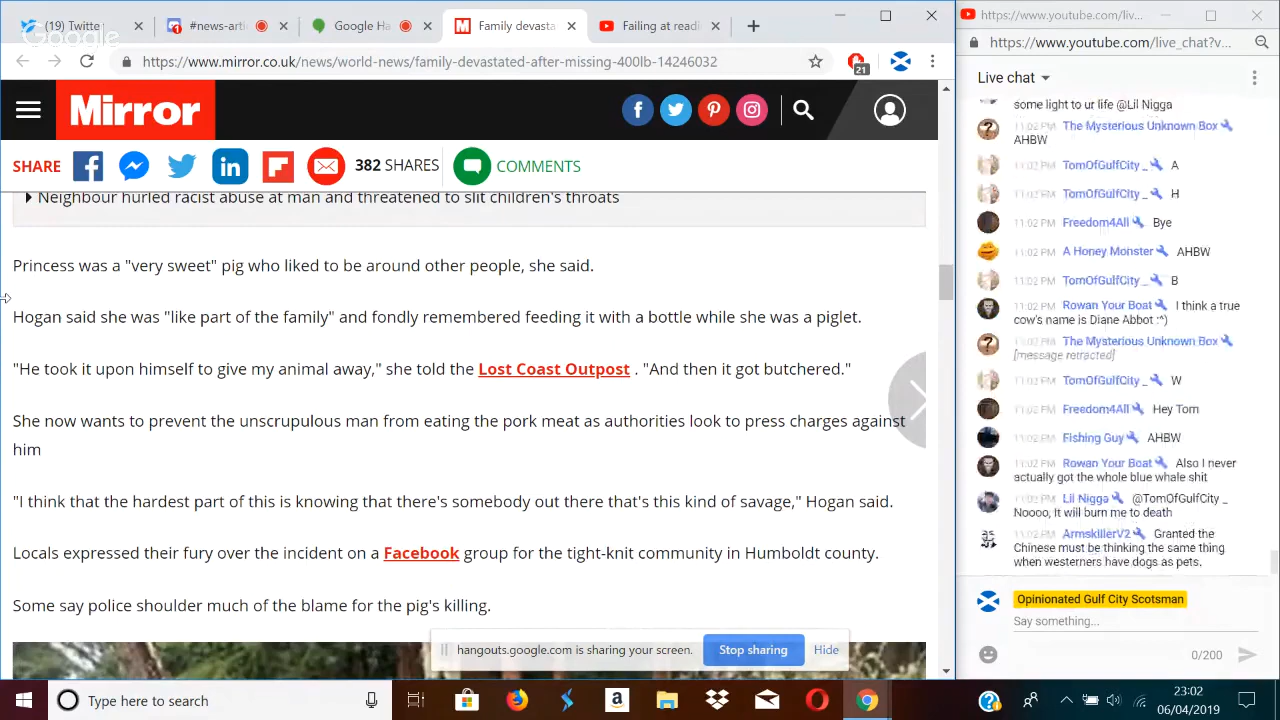 (19) Twitte
#news-arti
Google Ha
Family devasta
Failing at readi
Google
https://www.mirror.co.uk/news/world-news/family-devastated-after-missing-400lb-14246032
21
Mirror
SHARE
382 SHARES
COMMENTS
Neighbour hurled racist abuse at man and threatened to slit children's throats
Princess was a "very sweet" pig who liked to be around other people, she said.
Hogan said she was "like part of the family" and fondly remembered feeding it with a bottle while she was a piglet.
"He took it upon himself to give my animal away," she told the Lost Coast Outpost . "And then it got butchered."
She now wants to prevent the unscrupulous man from eating the pork meat as authorities look to press charges against
him
"I think that the hardest part of this is knowing that there's somebody out there that's this kind of savage," Hogan said.
Locals expressed their fury over the incident on a Facebook group for the tight-knit community in Humboldt county.
Some say police shoulder much of the blame for the pig's killing.
hangouts.google.com is sharing your screen.
Stop sharing
Hide
https://www.youtube.com/liv...
https://www.youtube.com/live_chat?v...
Live chat
some light to ur life @Lil Nigga
11:02 PM The Mysterious Unknown Box
AHBW
11:02 PM TomOfGulfCity _ A
11:02 PM TomOfGulfCity _ H
11:02 PM Freedom4All Bye
11:02 PM A Honey Monster AHBW
11:02 PM TomOfGulfCity _ B
11:02 PM Rowan Your Boat I think a true
cow's name is Diane Abbot :^)
11:02 PM The Mysterious Unknown Box
[message retracted]
11:02 PM TomOfGulfCity _ W
11:02 PM Freedom4All Hey Tom
11:02 PM Fishing Guy AHBW
11:02 PM Rowan Your Boat Also I never
actually got the whole blue whale shit
11:02 PM Lil Nigga @TomOfGulfCity _
Noooo, it will burn me to death
11:02 PM ArmskillerV2 Granted the
Chinese must be thinking the same thing
when westerners have dogs as pets.
Opinionated Gulf City Scotsman
Say something...
0/200
Type here to search
23:02
06/04/2019